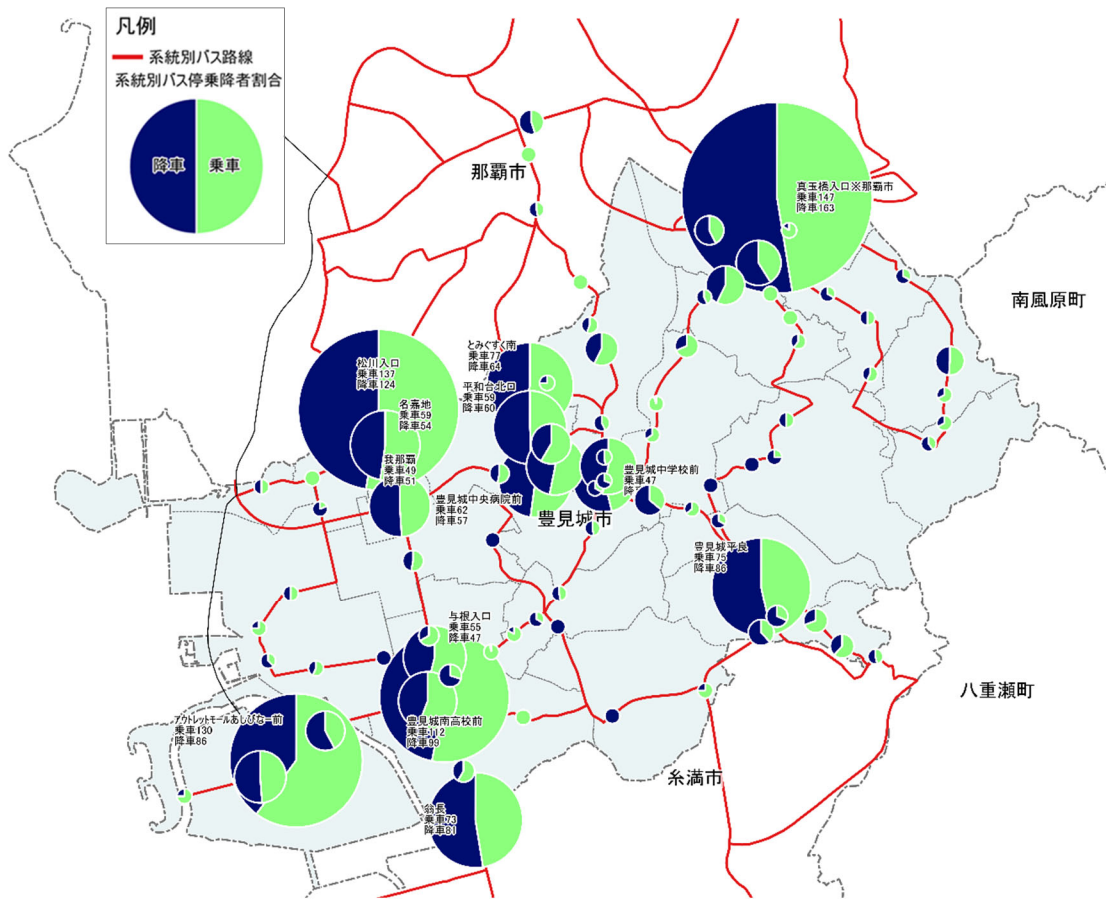 凡例
系統別バス路線
系統別バス停乗降者割合
降車
乗車
那覇市
真玉橋入口※那覇市
乗車147
降車163
南風原町
松川入口
乗車137
降車124
とみぐすく南
乗車77
降車64
平和台北口
乗車59
降車60
名嘉地
乗車59
降車54
我那覇
乗車49
降車51
豊見城中央病院前
乗車62
降車57
豊見城中学校前
乗車47
豊見城市
豊見城平良
乗車75
降車86
与根入口
乗車55
降車47
八重瀬町
アウトレットモールあしびなー前
乗車130
降車86
豊見城南高校前
乗車112
降車99
糸満市
翁長
乗車73
降車81